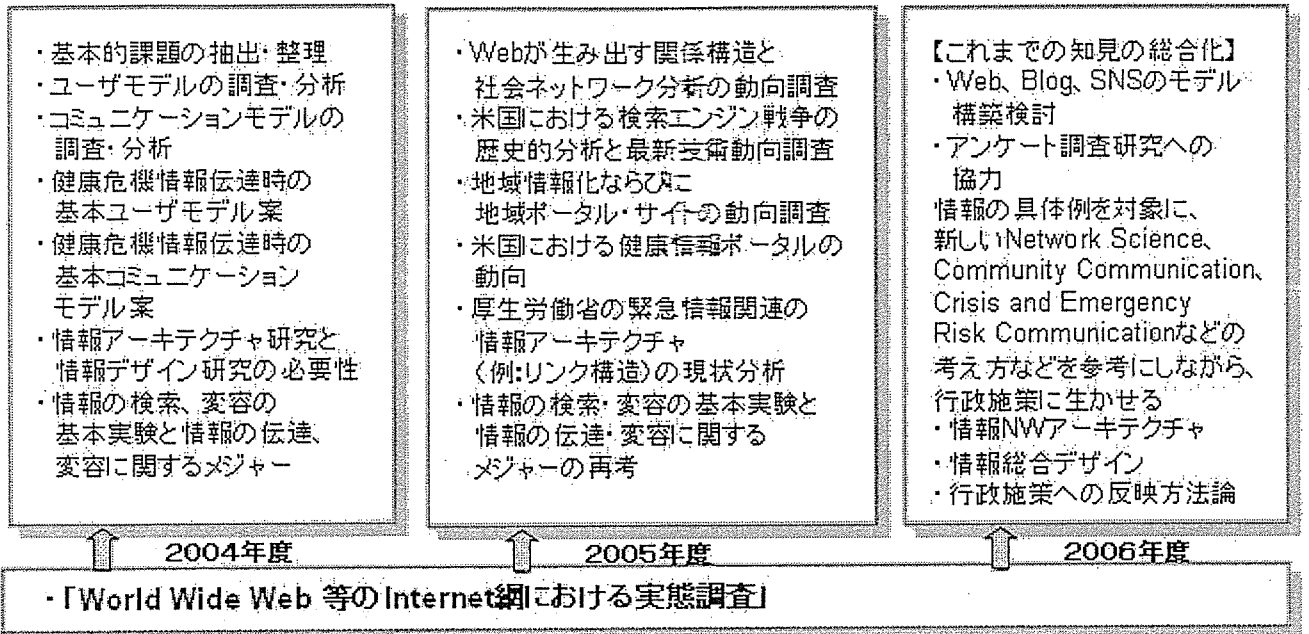 ・基本的課題の抽出・整理
・ユーザモデルの調査・分析
・コミュニケーションモデルの
調査・分析
・健康危機情報伝達時の
基本ユーザモデル案
・健康危機情報伝達時の
基本コミュニケーション
モデル案
・情報アーキテクチャ研究と
情報デザイン研究の必要性
・情報の検索、変容の
基本実験と情報の伝達、
変容に関するメジャー
2004年度
・Webが生み出す関係構造と
社会ネットワーク分析の動向調査
・米国における検索エンジン戦争の
歴史的分析と最新技術動向調査
・地域情報化ならびに
地域ポータル・サイトの動向調査
・米国における健康情報ポータルの
動向
・厚生労働省の緊急情報関連の
情報アーキテクチャ
（例:リンク構造）の現状分析
・情報の検索・変容の基本実験と
情報の伝達・変容に関する
メジャーの再考
2005年度
【これまでの知見の総合化】
・Web、Blog、SNSのモデル
構築検討
・アンケート調査研究への
協力
情報の具体例を対象に、
新しいNetwork Science、
Community Communication、
Crisis and Emergency
Risk Communicationなどの
考え方などを参考にしながら、
行政施策に生かせる
・情報NWアーキテクチャ
・情報総合デザイン
・行政施策への反映方法論
2006年度
・「World Wide Web 等のInternet網における実態調査」